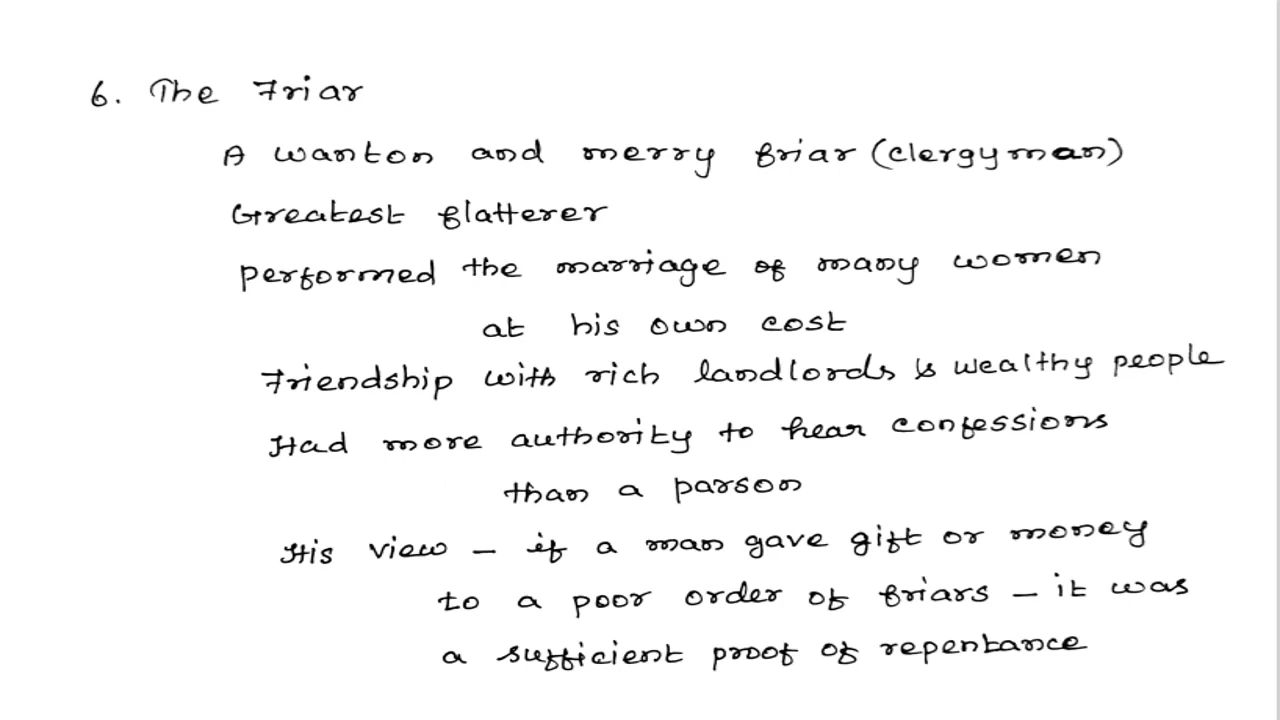 6. The Friar
A wanton and merry friar (clergyman)
Greatest flatterer
performed the marriage of many women
at his own cost
Friendship with rich landlords & wealthy people
Had more authority to hear confessions
than a parson
His view - if a man gave gift or money
to a poor order of friars - it was
a sufficient proof of repentance